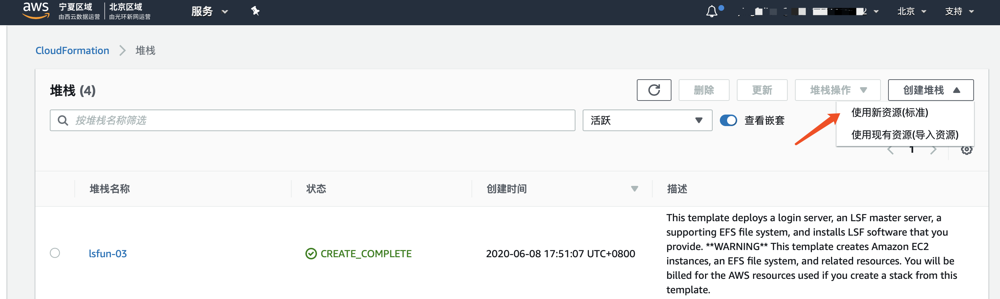 aws 宁夏区域 北京区域
由西云数据运营 由光环新网运营
服务
北京 支持
CloudFormation 堆栈
堆栈 (4)
删除 更新 堆栈操作 创建堆栈
使用新资源(标准)
使用现有资源(导入资源)
按堆栈名称筛选 活跃 查看嵌套
1
堆栈名称 状态 创建时间 描述
lsfun-03 CREATE_COMPLETE 2020-06-08 17:51:07 UTC+0800
This template deploys a login server, an LSF master server, a
supporting EFS file system, and installs LSF software that you
provide. **WARNING** This template creates Amazon EC2
instances, an EFS file system, and related resources. You will be
billed for the AWS resources used if you create a stack from this
template.